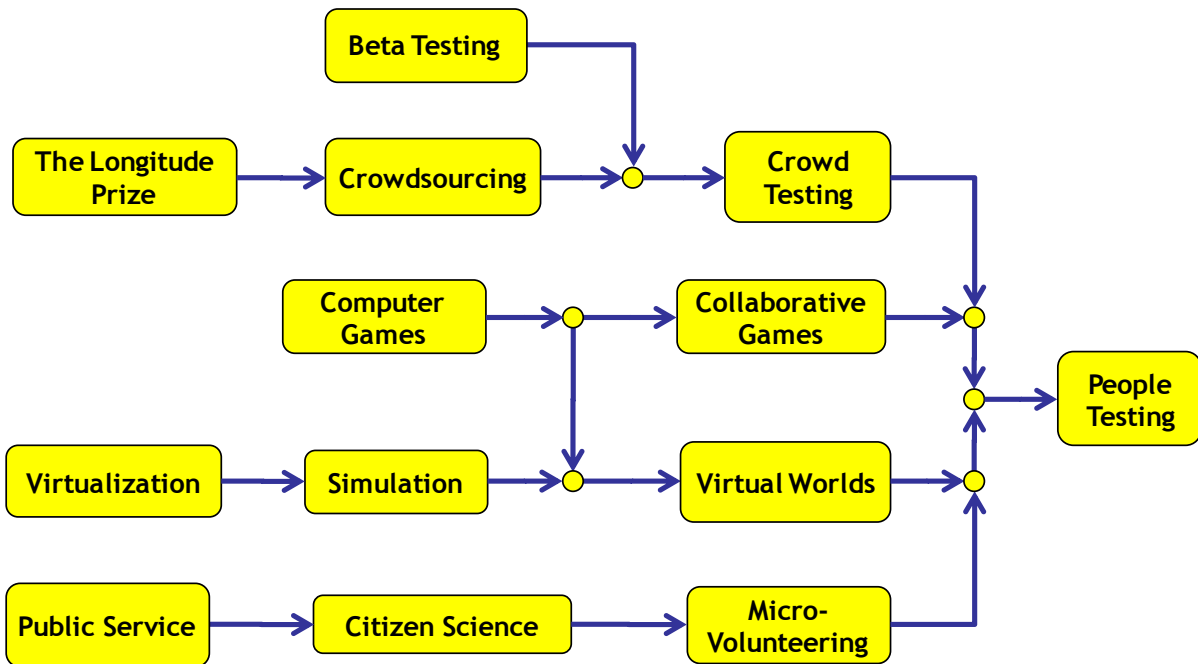 Beta Testing
The Longitude
Prize
Crowdsourcing
Crowd
Testing
Computer
Games
Collaborative
Games
People
Testing
Virtualization
Simulation
Virtual Worlds
Public Service
Citizen Science
Micro-
Volunteering